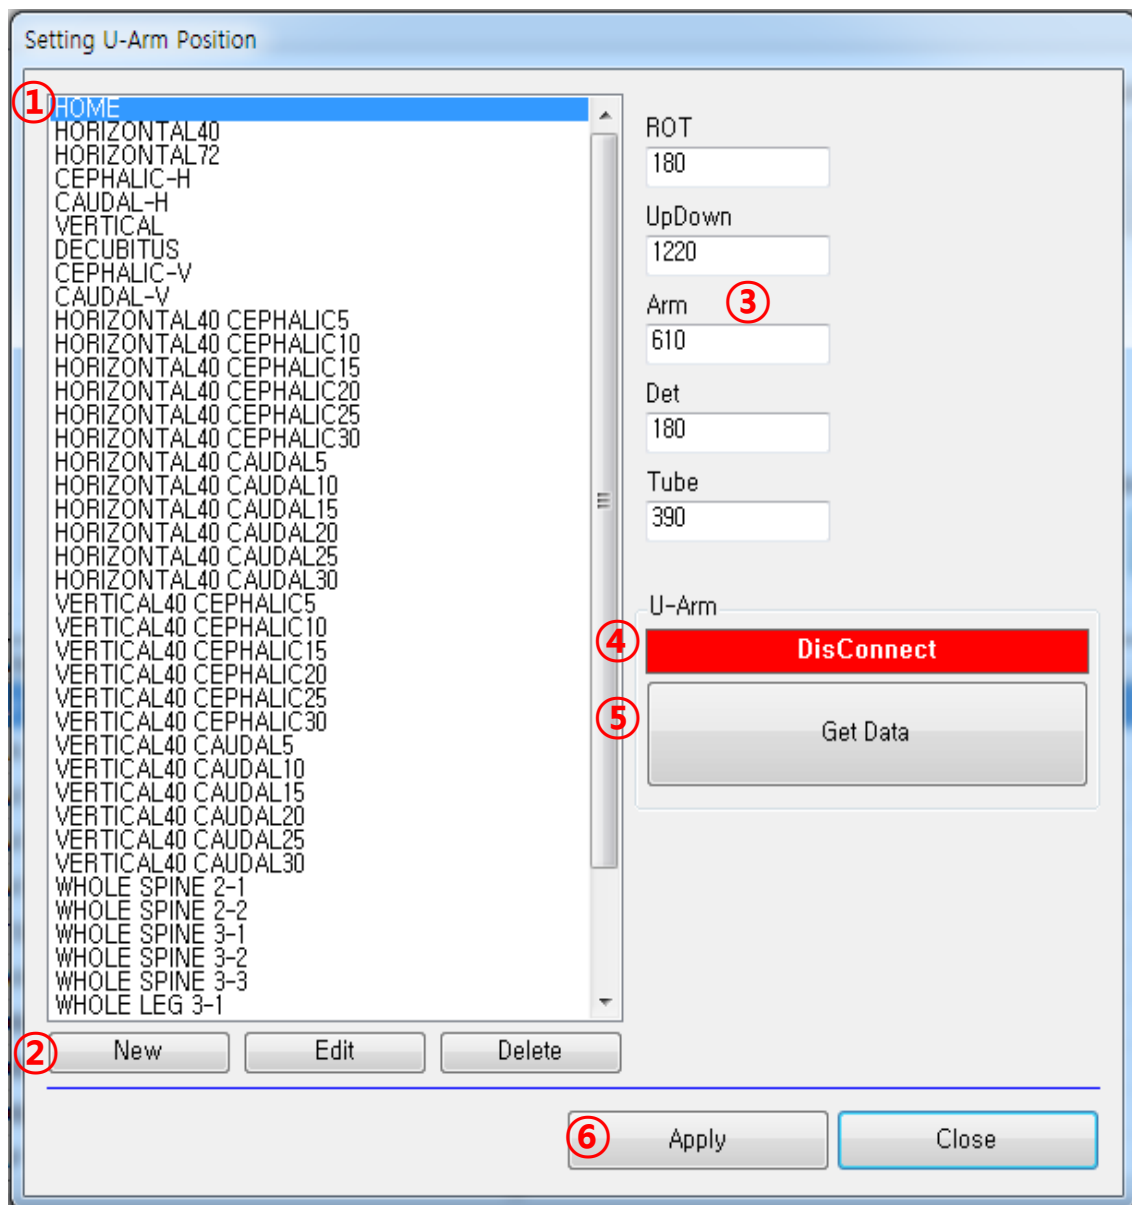 Setting U-Arm Position
①
HOME
HORIZONTAL40
HORIZONTAL72
CEPHALIC-H
CAUDAL-H
VERTICAL
DECUBITUS
CEPHALIC-V
CAUDAL-V
HORIZONTAL40 CEPHALIC5
HORIZONTAL40 CEPHALIC10
HORIZONTAL40 CEPHALIC15
HORIZONTAL40 CEPHALIC20
HORIZONTAL40 CEPHALIC25
HORIZONTAL40 CEPHALIC30
HORIZONTAL40 CAUDAL5
HORIZONTAL40 CAUDAL10
HORIZONTAL40 CAUDAL15
HORIZONTAL40 CAUDAL20
HORIZONTAL40 CAUDAL25
HORIZONTAL40 CAUDAL30
VERTICAL40 CEPHALIC5
VERTICAL40 CEPHALIC10
VERTICAL40 CEPHALIC15
VERTICAL40 CEPHALIC20
VERTICAL40 CEPHALIC25
VERTICAL40 CEPHALIC30
VERTICAL40 CAUDAL5
VERTICAL40 CAUDAL10
VERTICAL40 CAUDAL15
VERTICAL40 CAUDAL20
VERTICAL40 CAUDAL25
VERTICAL40 CAUDAL30
WHOLE SPINE 2-1
WHOLE SPINE 2-2
WHOLE SPINE 3-1
WHOLE SPINE 3-2
WHOLE SPINE 3-3
WHOLE LEG 3-1
② New Edit Delete
ROT
180
UpDown
1220
Arm ③
610
Det
180
Tube
390
U-Arm
④ DisConnect
⑤ Get Data
⑥ Apply Close